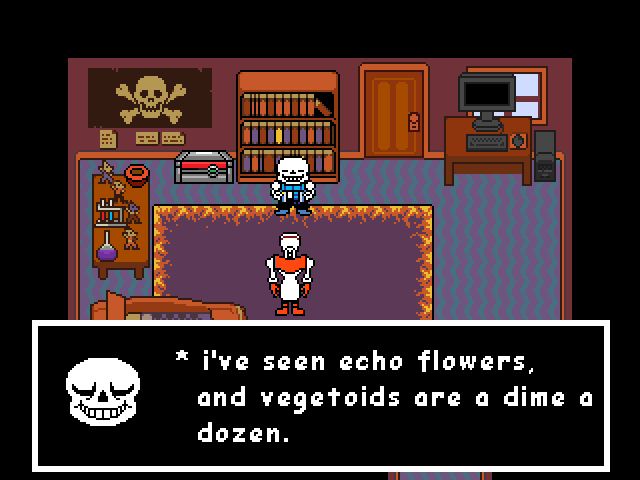 * i've seen echo flowers,
and vegetoids are a dime a
dozen.